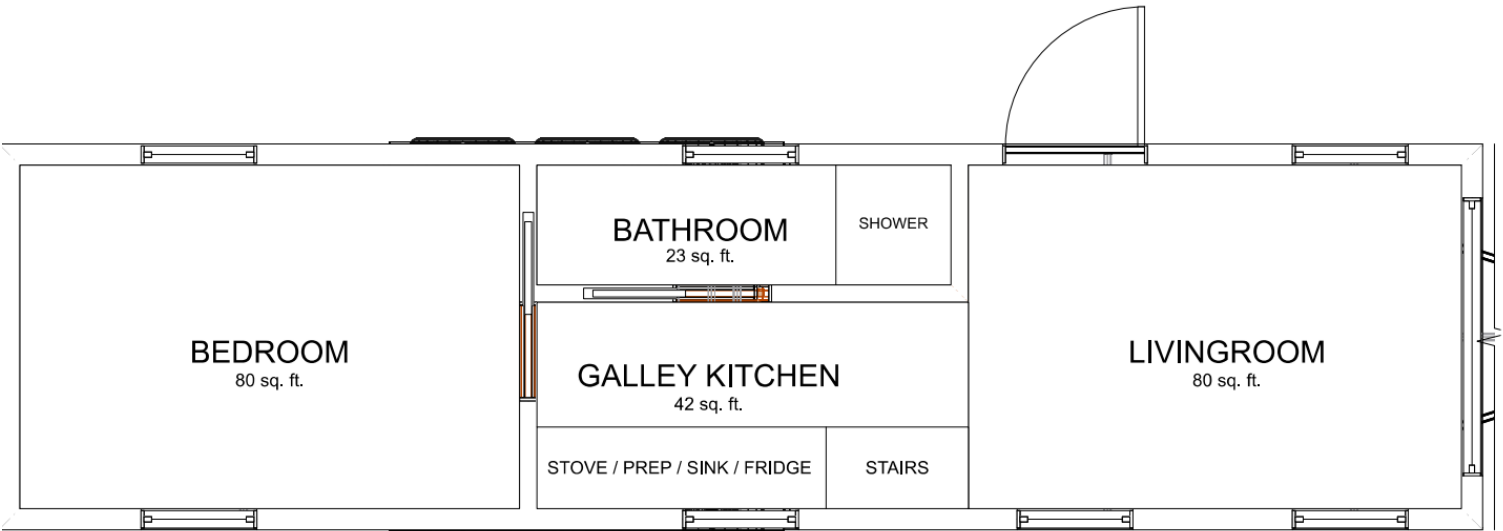 BEDROOM
80 sq. ft.
BATHROOM
23 sq. ft.
SHOWER
GALLEY KITCHEN
42 sq. ft.
STOVE / PREP / SINK / FRIDGE
STAIRS
LIVINGROOM
80 sq. ft.